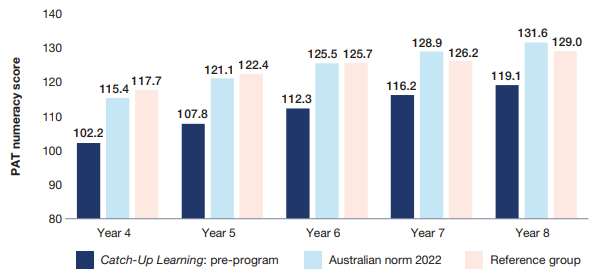 PAT numeracy score
140
130
120
110
100
90
80
102.2 115.4 117.7
107.8 121.1 122.4
112.3 125.5 125.7
116.2 128.9 126.2
119.1 131.6 129.0
Year 4 Year 5 Year 6 Year 7 Year 8
Catch-Up Learning: pre-program Australian norm 2022 Reference group